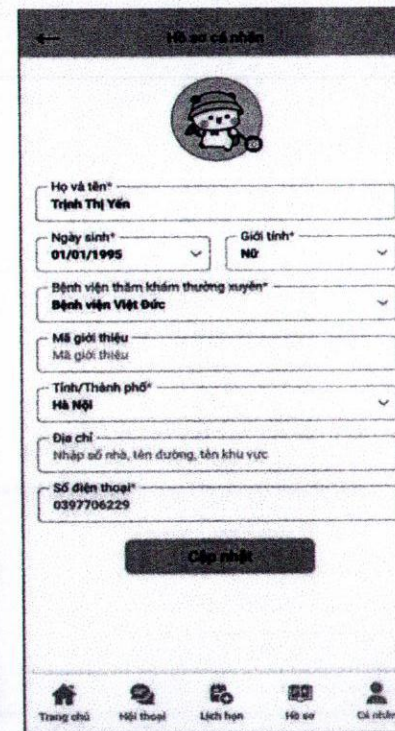 Hồ sơ cá nhân
Họ và tên*
Trịnh Thị Yến
Ngày sinh* Giới tính*
01/01/1995 Nữ
Bệnh viện thăm khám thường xuyên*
Bệnh viện Việt Đức
Mã giới thiệu
Mã giới thiệu
Tỉnh/Thành phố*
Hà Nội
Địa chỉ
Nhập số nhà, tên đường, tên khu vực
Số điện thoại*
0397706229
Cập nhật
Trang chủ Hội thoại Lịch hẹn Hồ sơ Cá nhân